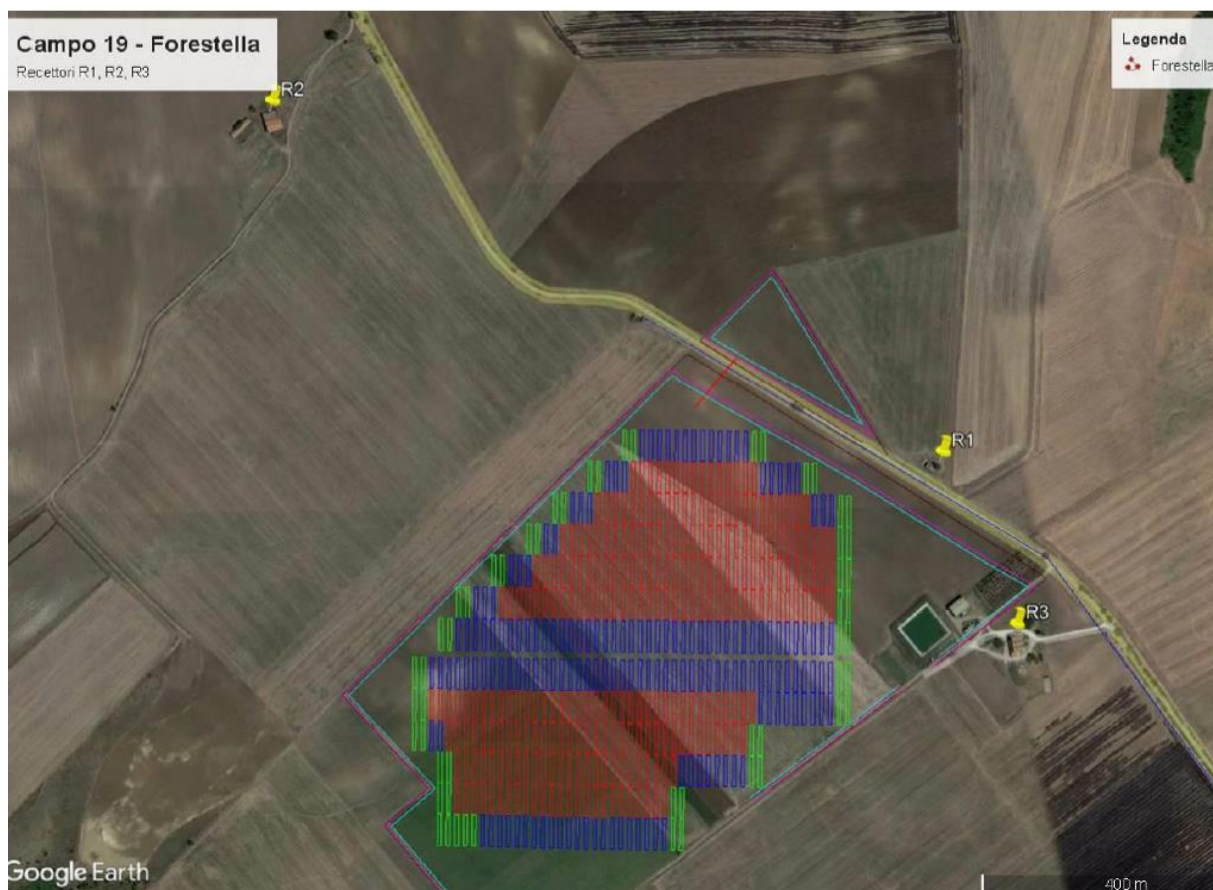 Campo 19 - Forestella
Recettori R1, R2, R3
Legenda
Forestella
R2
R1
R3
Google Earth
400 m